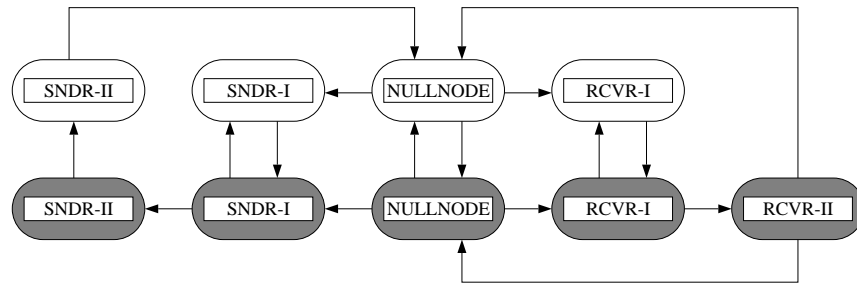 SNDR-II
SNDR-I
NULLNODE
RCVR-I
SNDR-II
SNDR-I
NULLNODE
RCVR-I
RCVR-II